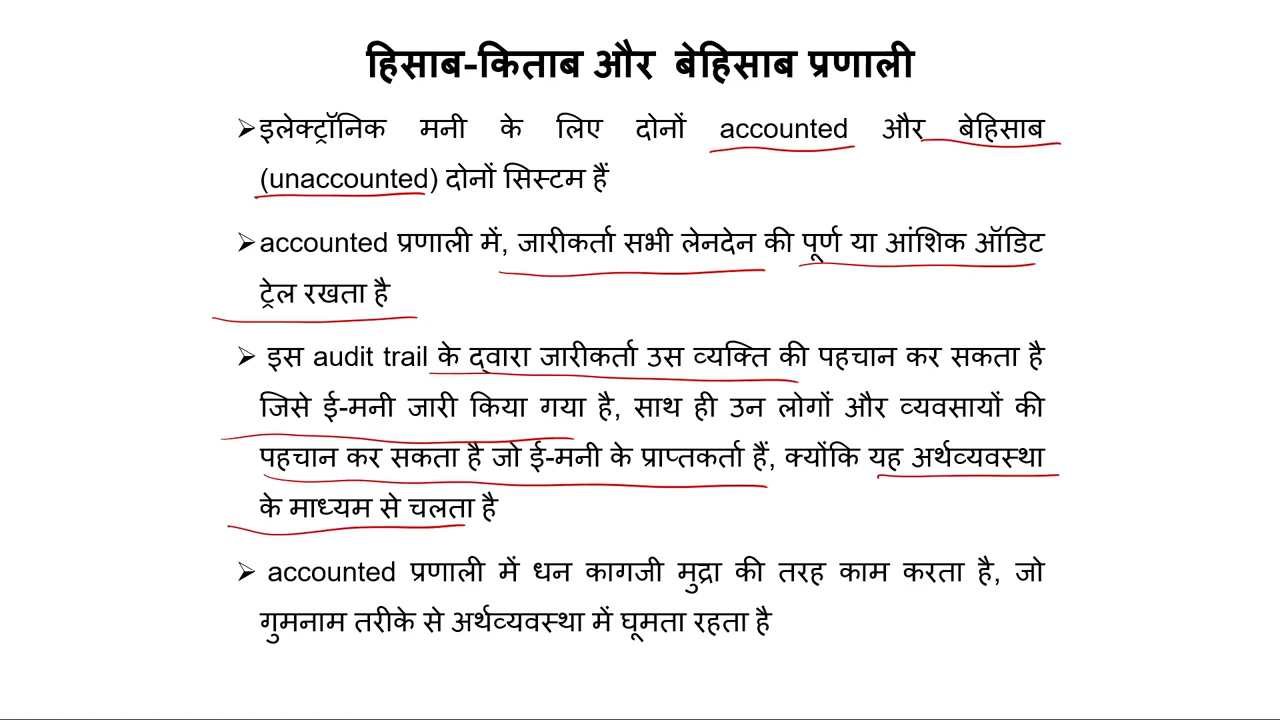 हिसाब-किताब और बेहिसाब प्रणाली
➢इलेक्ट्रॉनिक मनी के लिए दोनों accounted और बेहिसाब
(unaccounted) दोनों सिस्टम हैं
➢accounted प्रणाली में, जारीकर्ता सभी लेनदेन की पूर्ण या आंशिक ऑडिट
ट्रेल रखता है
➢ इस audit trail के द्वारा जारीकर्ता उस व्यक्ति की पहचान कर सकता है
जिसे ई-मनी जारी किया गया है, साथ ही उन लोगों और व्यवसायों की
पहचान कर सकता है जो ई-मनी के प्राप्तकर्ता हैं, क्योंकि यह अर्थव्यवस्था
के माध्यम से चलता है
➢ accounted प्रणाली में धन कागजी मुद्रा की तरह काम करता है, जो
गुमनाम तरीके से अर्थव्यवस्था में घूमता रहता है